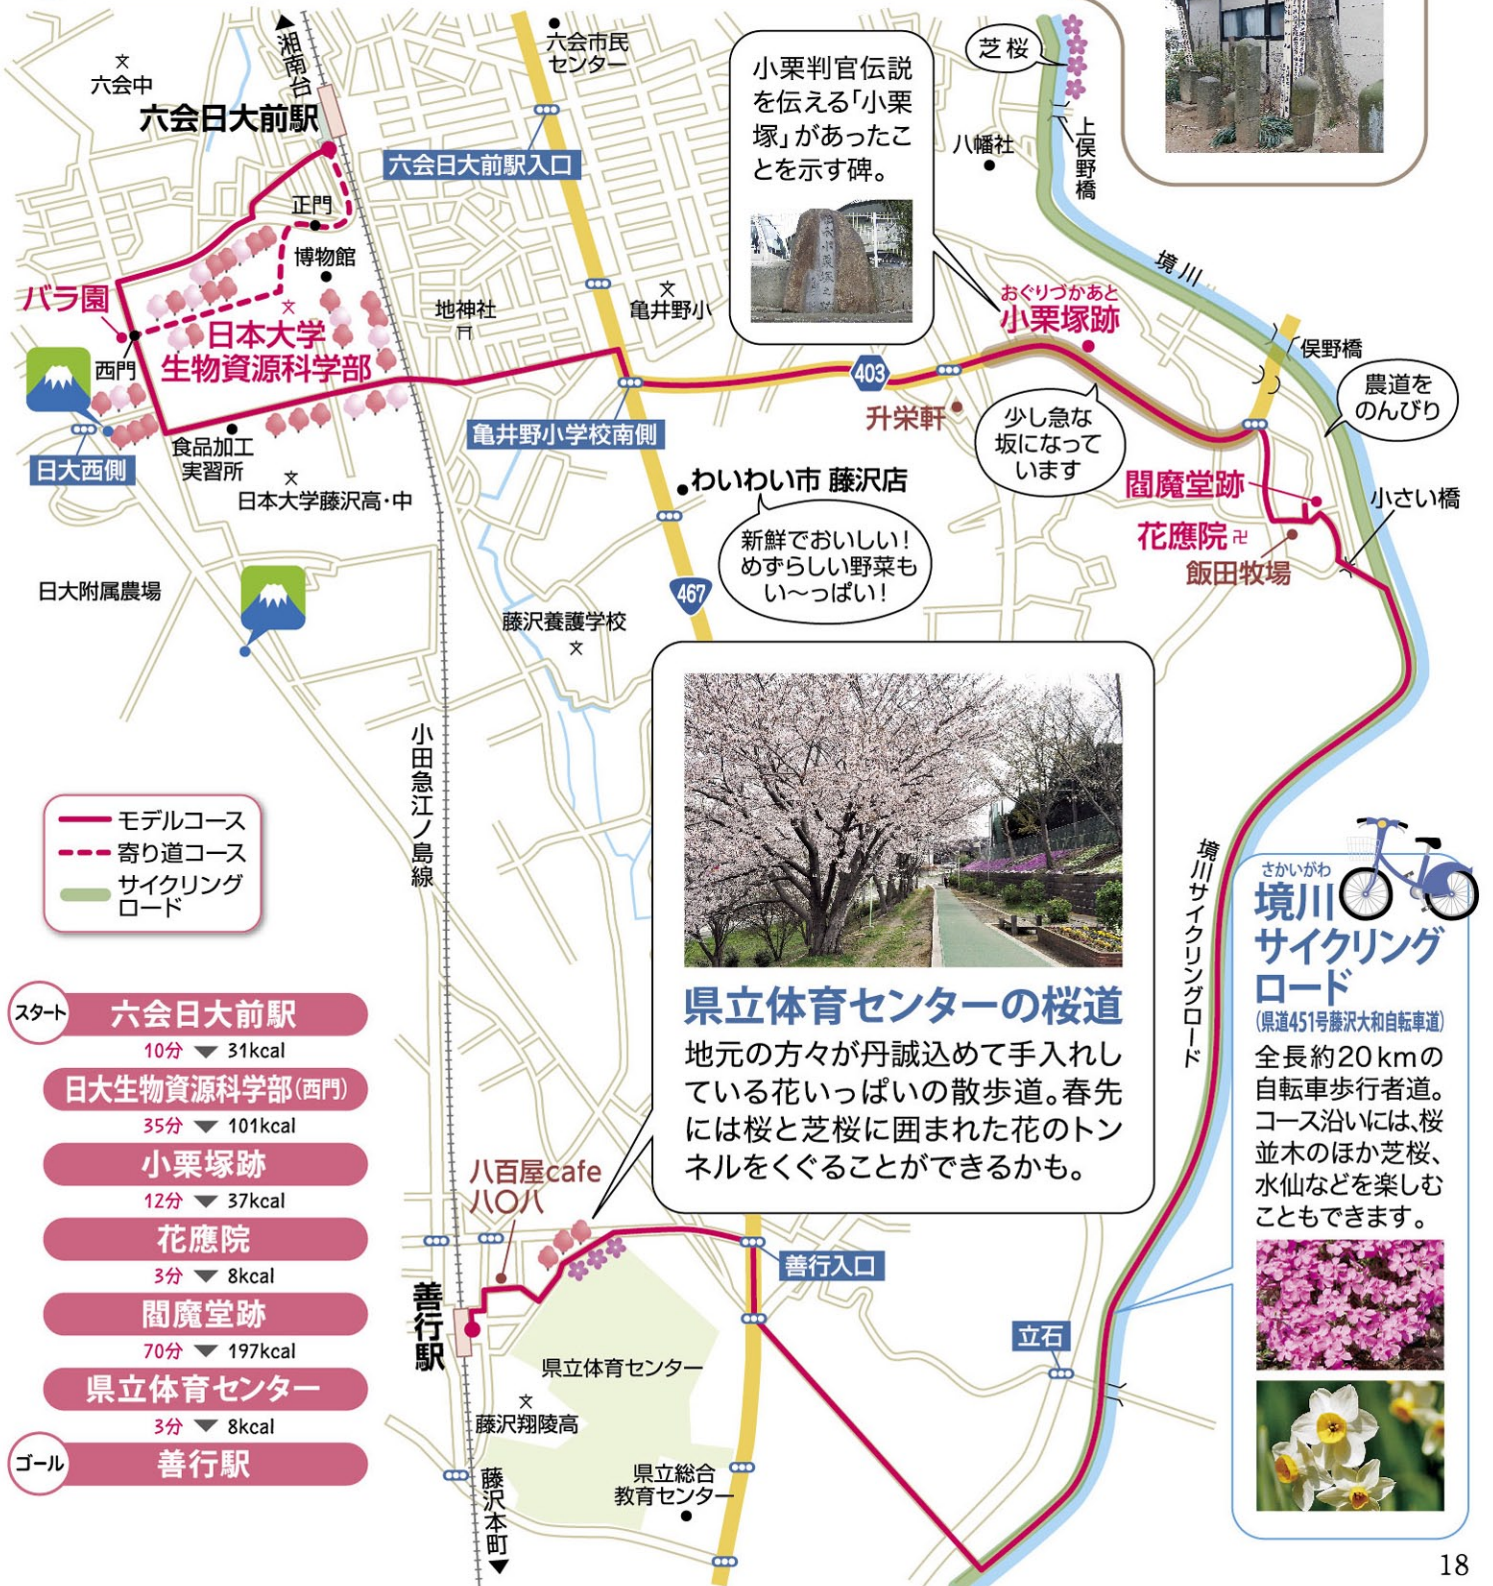 湘南台
六会中
六会日大前駅
六会市民
センター
六会日大前駅入口
小栗判官伝説
を伝える「小栗
塚」があったこ
とを示す碑。
芝桜
八幡社
上俣野橋
境川
俣野橋
農道を
のんびり
正門
博物館
バラ園
日本大学
生物資源科学部
西門
日大西側
食品加工
実習所
日本大学藤沢高・中
地神社
亀井野小
亀井野小学校南側
403
升栄軒
おぐりづかあと
小栗塚跡
少し急な
坂になって
います
閻魔堂跡
花應院
卍
飯田牧場
小さい橋
わいわい市 藤沢店
新鮮でおいしい!
めずらしい野菜も
い〜っぱい!
467
日大附属農場
藤沢養護学校
小田急江ノ島線
モデルコース
寄り道コース
サイクリング
ロード
県立体育センターの桜道
地元の方々が丹誠込めて手入れし
ている花いっぱいの散歩道。春先
には桜と芝桜に囲まれた花のトン
ネルをくぐることができるかも。
境川サイクリングロード
さかいがわ
境川
サイクリング
ロード
(県道451号藤沢大和自転車道)
全長約20kmの
自転車歩行者道。
コース沿いには、桜
並木のほか芝桜、
水仙などを楽しむ
こともできます。
スタート
六会日大前駅
10分 ▼ 31kcal
日大生物資源科学部(西門)
35分 ▼ 101kcal
小栗塚跡
12分 ▼ 37kcal
花應院
3分 ▼ 8kcal
閻魔堂跡
70分 ▼ 197kcal
県立体育センター
3分 ▼ 8kcal
ゴール
善行駅
八百屋cafe
八〇八
善行駅
善行入口
立石
県立体育センター
藤沢翔陵高
県立総合
教育センター
藤沢本町
18